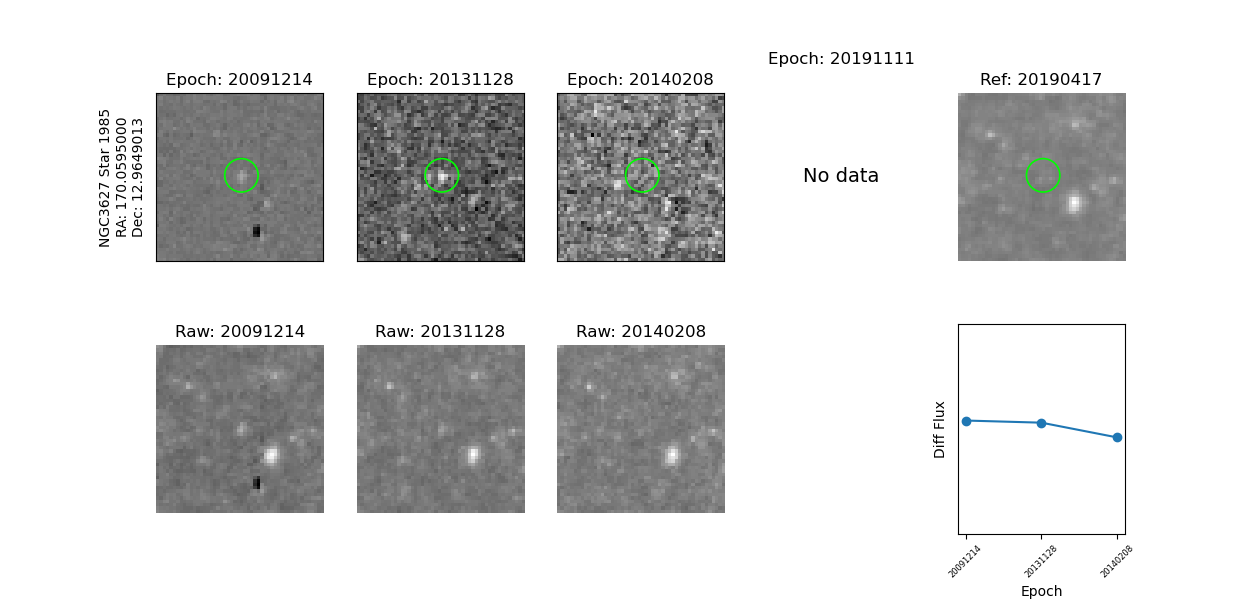 Epoch: 20091214
Epoch: 20131128
Epoch: 20140208
Epoch: 20191111
Ref: 20190417
NGC3627 Star 1985
RA: 170.0595000
Dec: 12.9649013
No data
Raw: 20091214
Raw: 20131128
Raw: 20140208
Diff Flux
20091214
20131128
20140208
Epoch